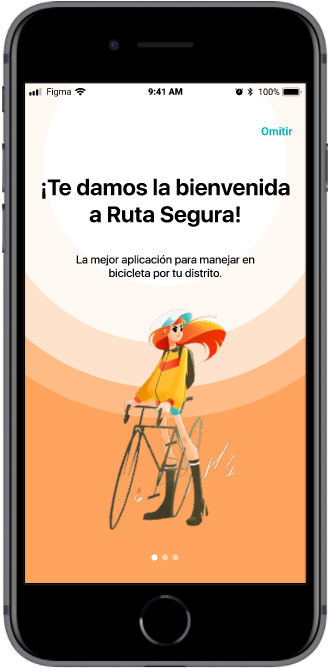 Figma 9:41 AM 100%
Omitir
¡Te damos la bienvenida
a Ruta Segura!
La mejor aplicación para manejar en
bicicleta por tu distrito.